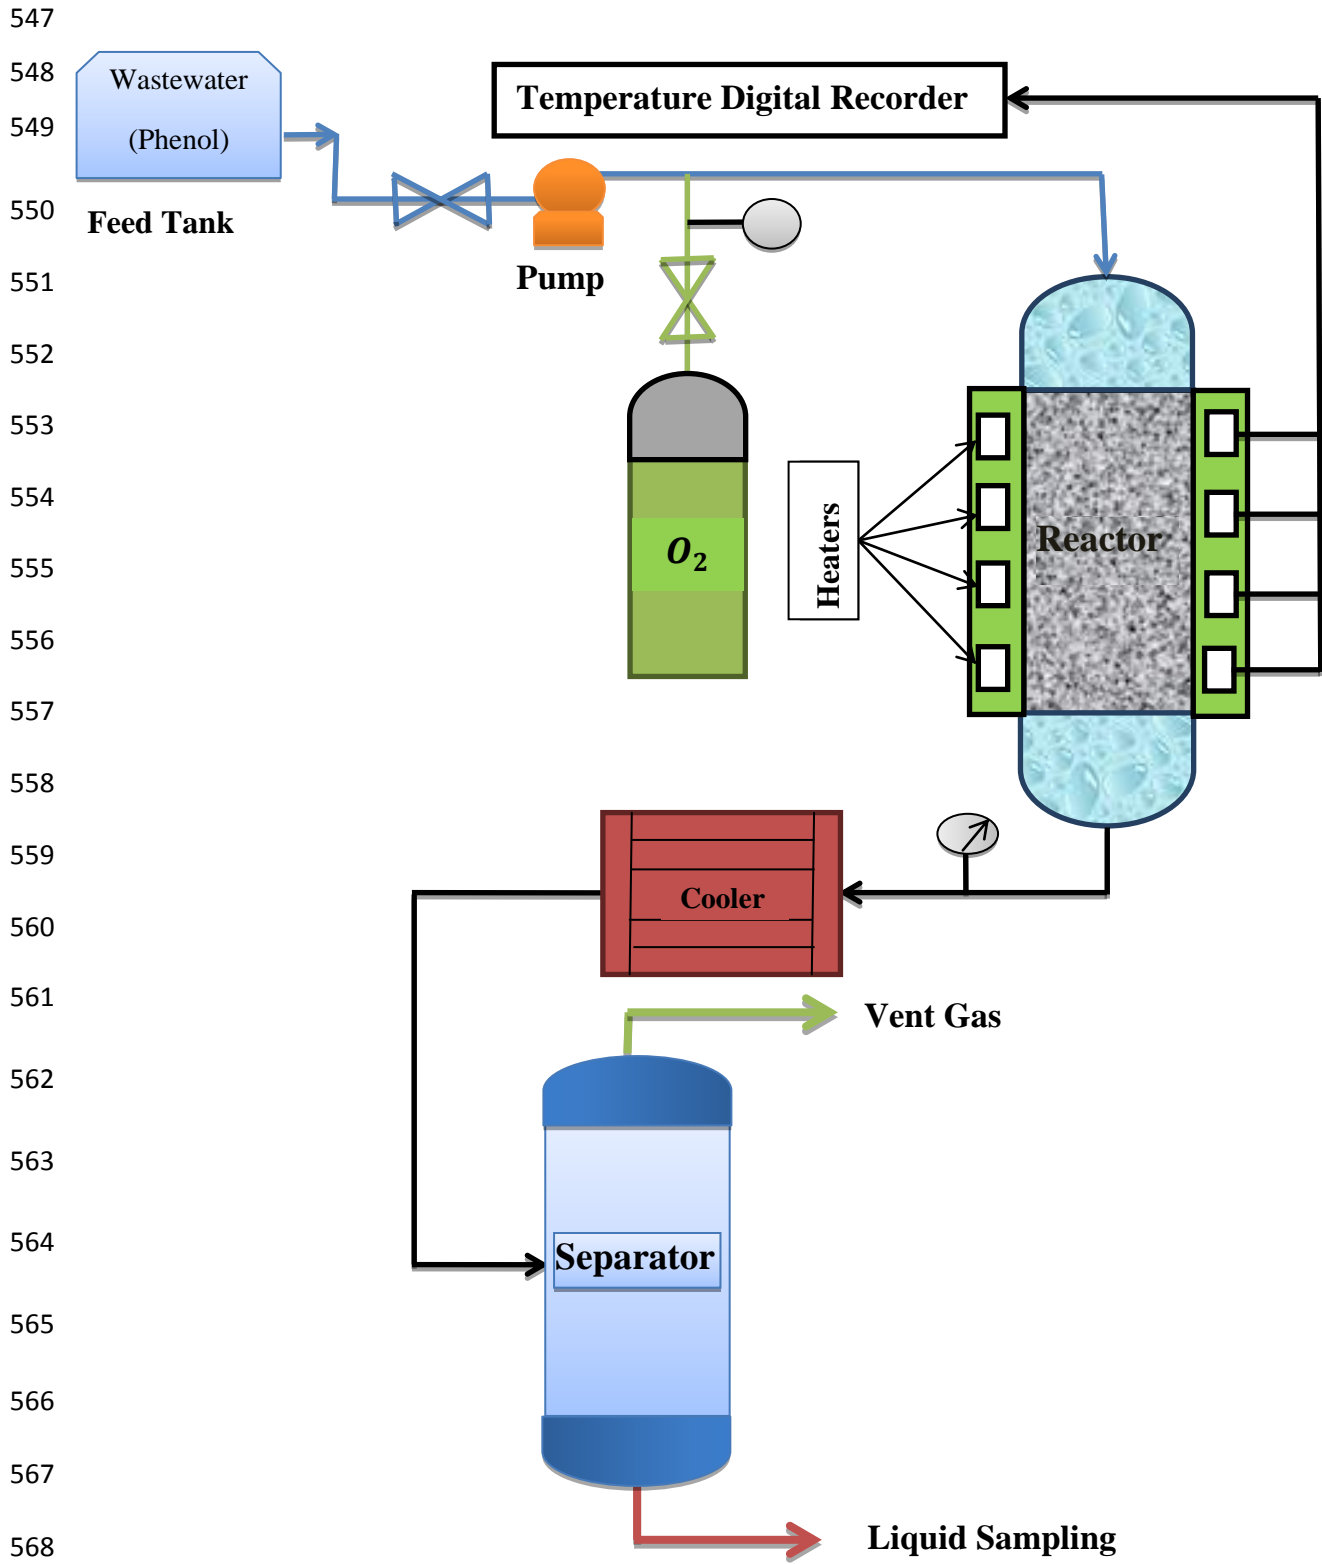 547
548
Wastewater
Temperature Digital Recorder
549
(Phenol)
550
Feed Tank
551
Pump
552
553
554
Heaters
Reactor
555
O₂
556
557
558
559
Cooler
560
561
Vent Gas
562
563
564
Separator
565
566
567
568
Liquid Sampling